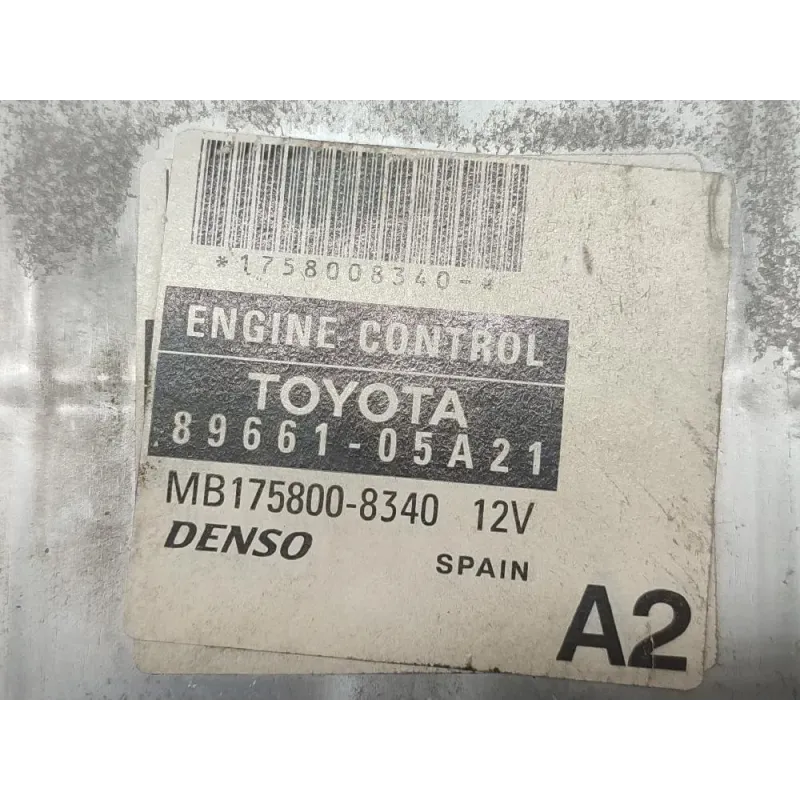 *1758008340-*
ENGINE CONTROL
TOYOTA
89661-05A21
MB175800-8340 12V
DENSO SPAIN
A2